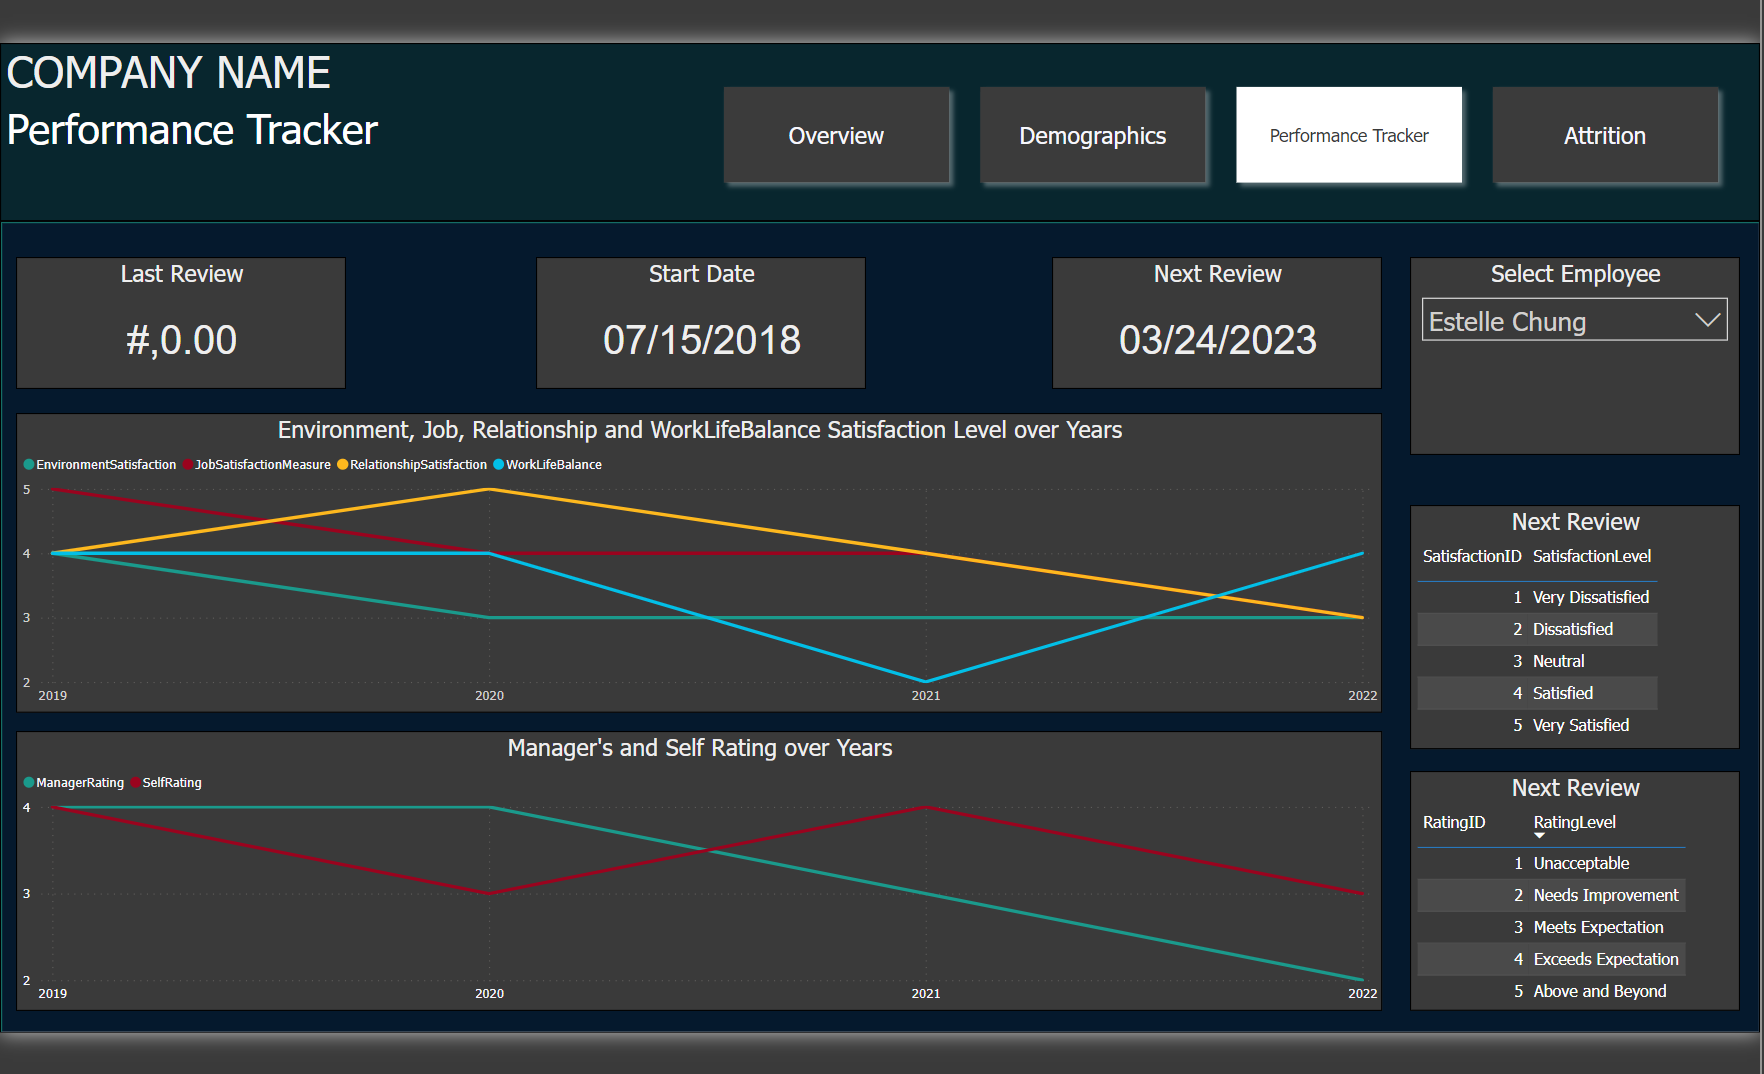 COMPANY NAME
Performance Tracker
Overview
Demographics
Performance Tracker
Attrition
Last Review
#,0.00
Start Date
07/15/2018
Next Review
03/24/2023
Select Employee
Estelle Chung
Environment, Job, Relationship and WorkLifeBalance Satisfaction Level over Years
EnvironmentSatisfaction JobSatisfactionMeasure RelationshipSatisfaction WorkLifeBalance
5
4
3
2
2019 2020 2021 2022
Next Review
SatisfactionID SatisfactionLevel
1 Very Dissatisfied
2 Dissatisfied
3 Neutral
4 Satisfied
5 Very Satisfied
Manager's and Self Rating over Years
ManagerRating SelfRating
4
3
2
2019 2020 2021 2022
Next Review
RatingID RatingLevel
1 Unacceptable
2 Needs Improvement
3 Meets Expectation
4 Exceeds Expectation
5 Above and Beyond